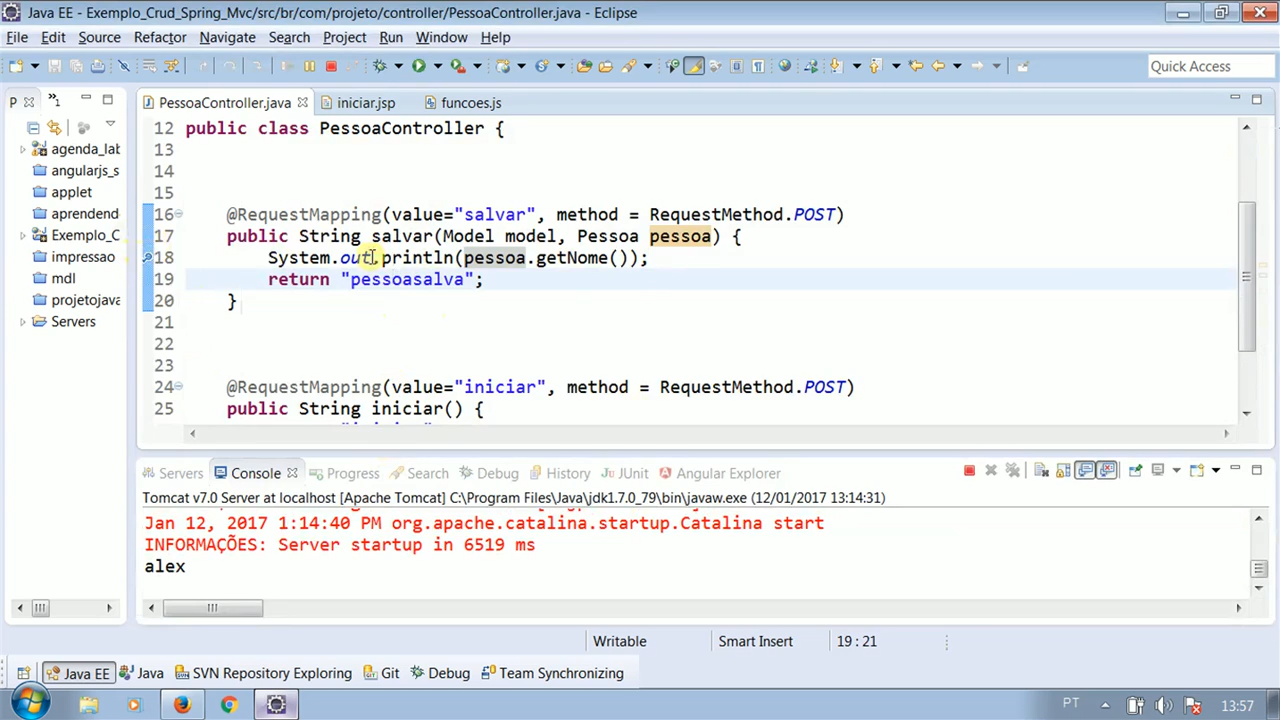 Java EE - Exemplo_Crud_Spring_Mvc/src/br/com/projeto/controller/PessoaController.java - Eclipse
File Edit Source Refactor Navigate Search Project Run Window Help
Quick Access
P »1
PessoaController.java iniciar.jsp funcoes.js
agenda_lab
angularjs_s
applet
aprendend
Exemplo_C
impressao
mdl
projetojava
Servers
12 public class PessoaController {
13
14
15
16 @RequestMapping(value="salvar", method = RequestMethod.POST)
17 public String salvar(Model model, Pessoa pessoa) {
18 System.out.println(pessoa.getNome());
19 return "pessoasalva";
20 }
21
22
23
24 @RequestMapping(value="iniciar", method = RequestMethod.POST)
25 public String iniciar() {
Servers Console Progress Search Debug History JUnit Angular Explorer
Tomcat v7.0 Server at localhost [Apache Tomcat] C:\Program Files\Java\jdk1.7.0_79\bin\javaw.exe (12/01/2017 13:14:31)
Jan 12, 2017 1:14:40 PM org.apache.catalina.startup.Catalina start
INFORMAÇÕES: Server startup in 6519 ms
alex
Writable Smart Insert 19 : 21
Java EE Java SVN Repository Exploring Git Debug Team Synchronizing
PT 13:57